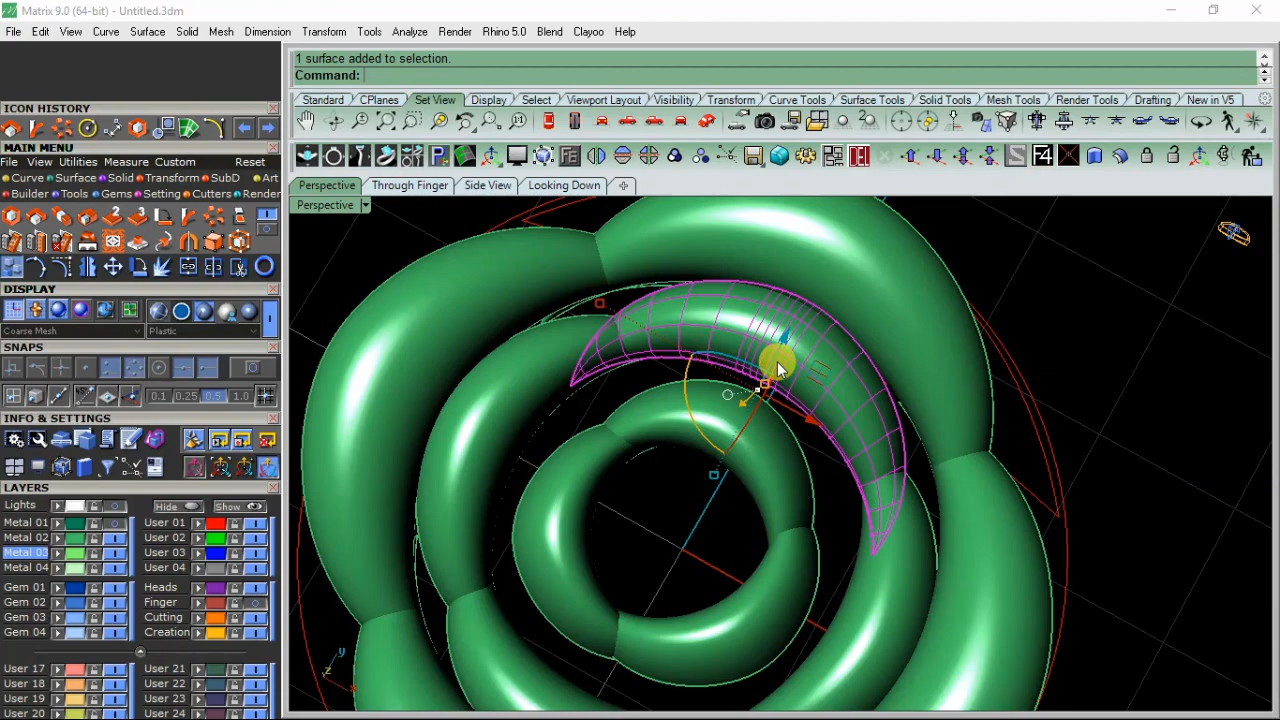 Matrix 9.0 (64-bit) - Untitled.3dm
File Edit View Curve Surface Solid Mesh Dimension Transform Tools Analyze Render Rhino 5.0 Blend Clayoo Help
1 surface added to selection.
Command:
Standard CPlanes Set View Display Select Viewport Layout Visibility Transform Curve Tools Surface Tools Solid Tools Mesh Tools Render Tools Drafting New in V5
ICON HISTORY
MAIN MENU
File View Utilities Measure Custom Reset
Curve Surface Solid Transform SubD Art
Builder Tools Gems Setting Cutters Render
Perspective Through Finger Side View Looking Down
Perspective
DISPLAY
Coarse Mesh Plastic
SNAPS
0.1 0.25 0.5 1.0
INFO & SETTINGS
LAYERS
Lights Hide Show
Metal 01 User 01
Metal 02 User 02
Metal 03 User 03
Metal 04 User 04
Gem 01 Heads
Gem 02 Finger
Gem 03 Cutting
Gem 04 Creation
User 17 User 21
User 18 User 22
User 19 User 23
User 20 User 24
y
z
x